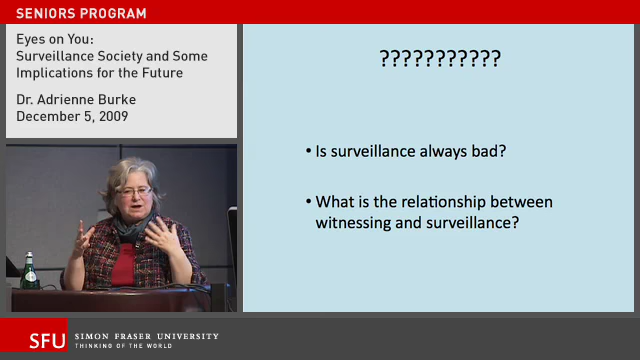 SENIORS PROGRAM
Eyes on You:
Surveillance Society and Some
Implications for the Future
Dr. Adrienne Burke
December 5, 2009
???????????
• Is surveillance always bad?
• What is the relationship between
witnessing and surveillance?
SFU
SIMON FRASER UNIVERSITY
THINKING OF THE WORLD